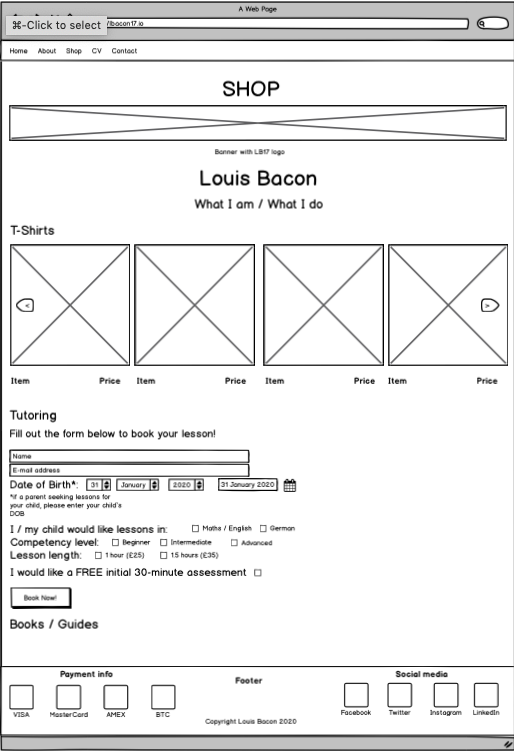 A Web Page
⌘-Click to select
/lbacon17.io
Home About Shop CV Contact
SHOP
Banner with LB17 logo
Louis Bacon
What I am / What I do
T-Shirts
< >
Item Price Item Price Item Price Item Price
Tutoring
Fill out the form below to book your lesson!
Name
E-mail address
Date of Birth*: 31 January 2020 31 January 2020
*if a parent seeking lessons for
your child, please enter your child's
DOB
I / my child would like lessons in: Maths / English German
Competency level: Beginner Intermediate Advanced
Lesson length: 1 hour (£25) 1.5 hours (£35)
I would like a FREE initial 30-minute assessment
Book Now!
Books / Guides
Payment info Footer Social media
VISA MasterCard AMEX BTC Facebook Twitter Instagram LinkedIn
Copyright Louis Bacon 2020